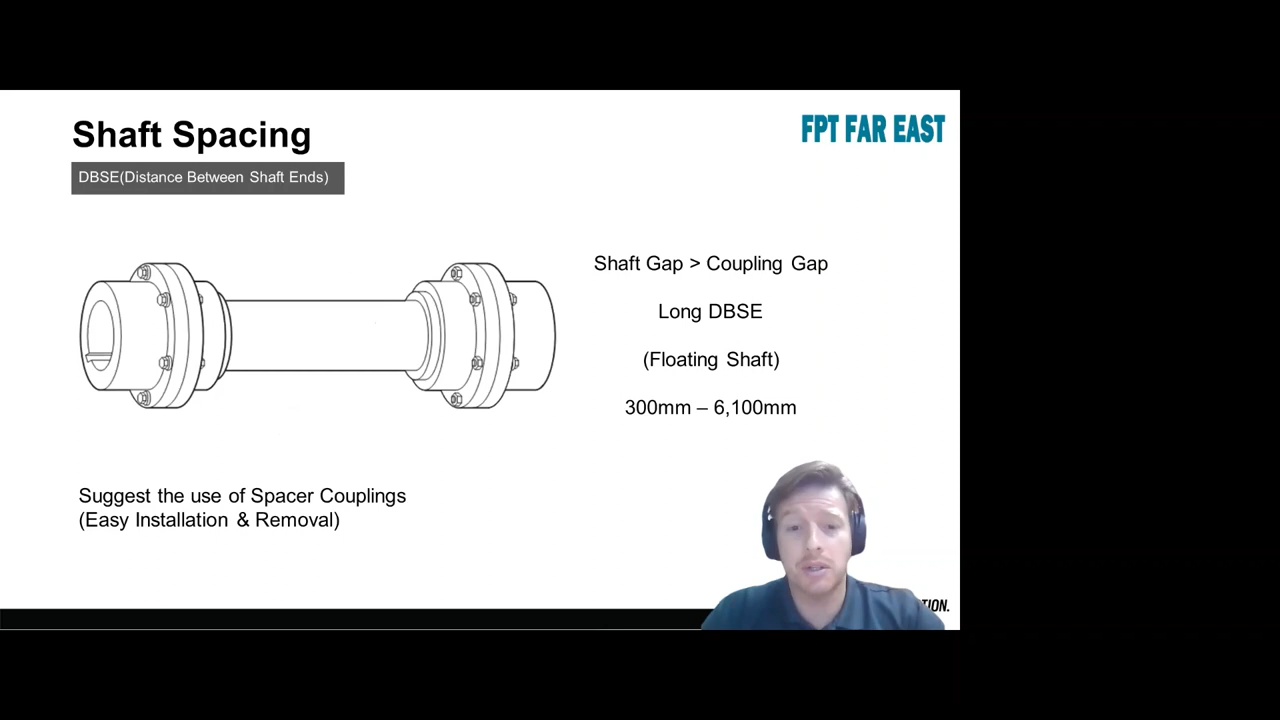 Shaft Spacing
FPT FAR EAST
DBSE(Distance Between Shaft Ends)
Shaft Gap > Coupling Gap
Long DBSE
(Floating Shaft)
300mm – 6,100mm
Suggest the use of Spacer Couplings
(Easy Installation & Removal)